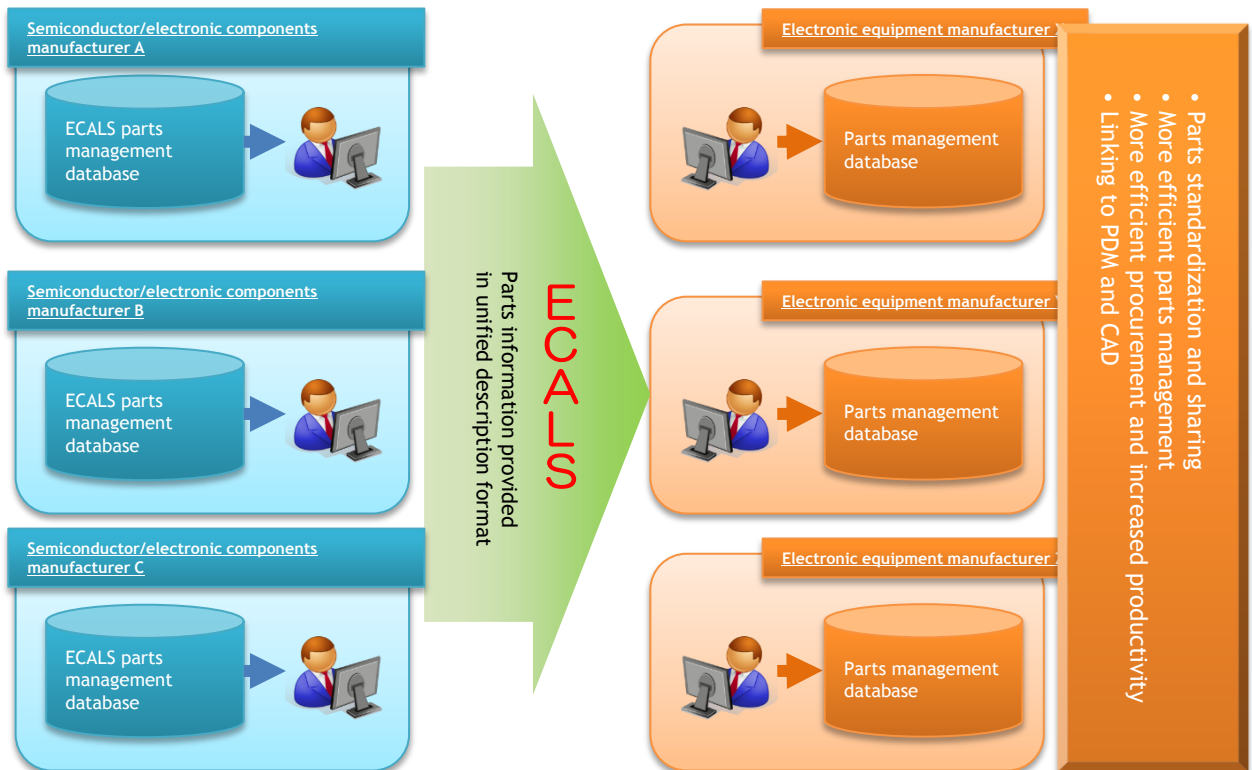 Semiconductor/electronic components
manufacturer A
ECALS parts
management
database
Semiconductor/electronic components
manufacturer B
ECALS parts
management
database
Semiconductor/electronic components
manufacturer C
ECALS parts
management
database
ECALS
Parts information provided
in unified description format
Electronic equipment manufacturer X
Parts management
database
Electronic equipment manufacturer
Parts management
database
Electronic equipment manufacturer
Parts management
database
• Parts standardization and sharing
• More efficient parts management
• More efficient procurement and increased productivity
• Linking to PDM and CAD